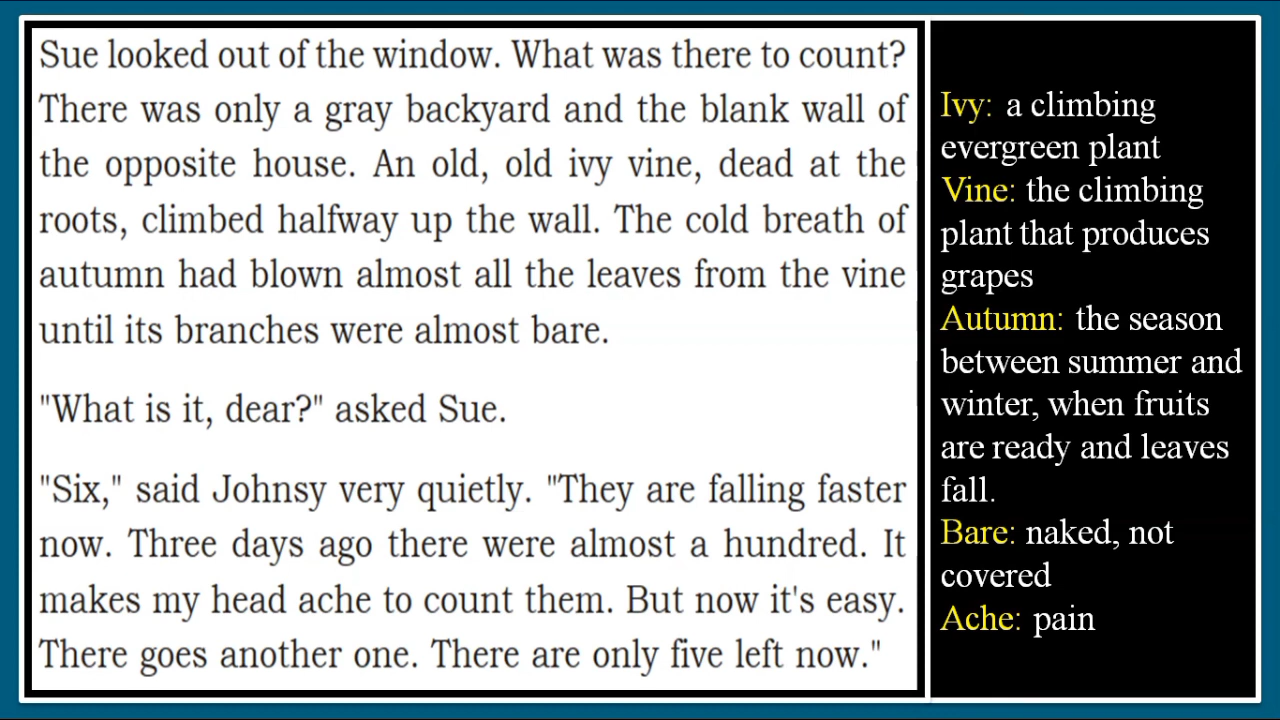 Sue looked out of the window. What was there to count?
There was only a gray backyard and the blank wall of
the opposite house. An old, old ivy vine, dead at the
roots, climbed halfway up the wall. The cold breath of
autumn had blown almost all the leaves from the vine
until its branches were almost bare.
"What is it, dear?" asked Sue.
"Six," said Johnsy very quietly. "They are falling faster
now. Three days ago there were almost a hundred. It
makes my head ache to count them. But now it's easy.
There goes another one. There are only five left now."
Ivy: a climbing
evergreen plant
Vine: the climbing
plant that produces
grapes
Autumn: the season
between summer and
winter, when fruits
are ready and leaves
fall.
Bare: naked, not
covered
Ache: pain